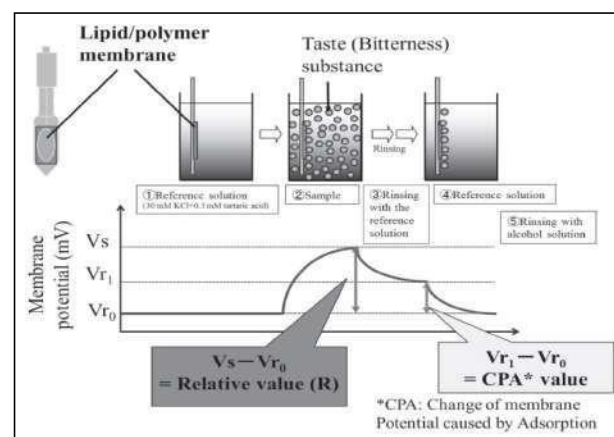 Lipid/polymer
membrane
Taste (Bitterness)
substance
Rinsing
①Reference solution
(30 mM KCl+0.3 mM tartaric acid)
②Sample
③Rinsing
with the
reference
solution
④Reference solution
⑤Rinsing with
alcohol solution
Membrane
potential (mV)
Vs
Vr1
Vr0
Vs－Vr0
= Relative value (R)
Vr1－Vr0
= CPA* value
*CPA: Change of membrane
Potential caused by Adsorption